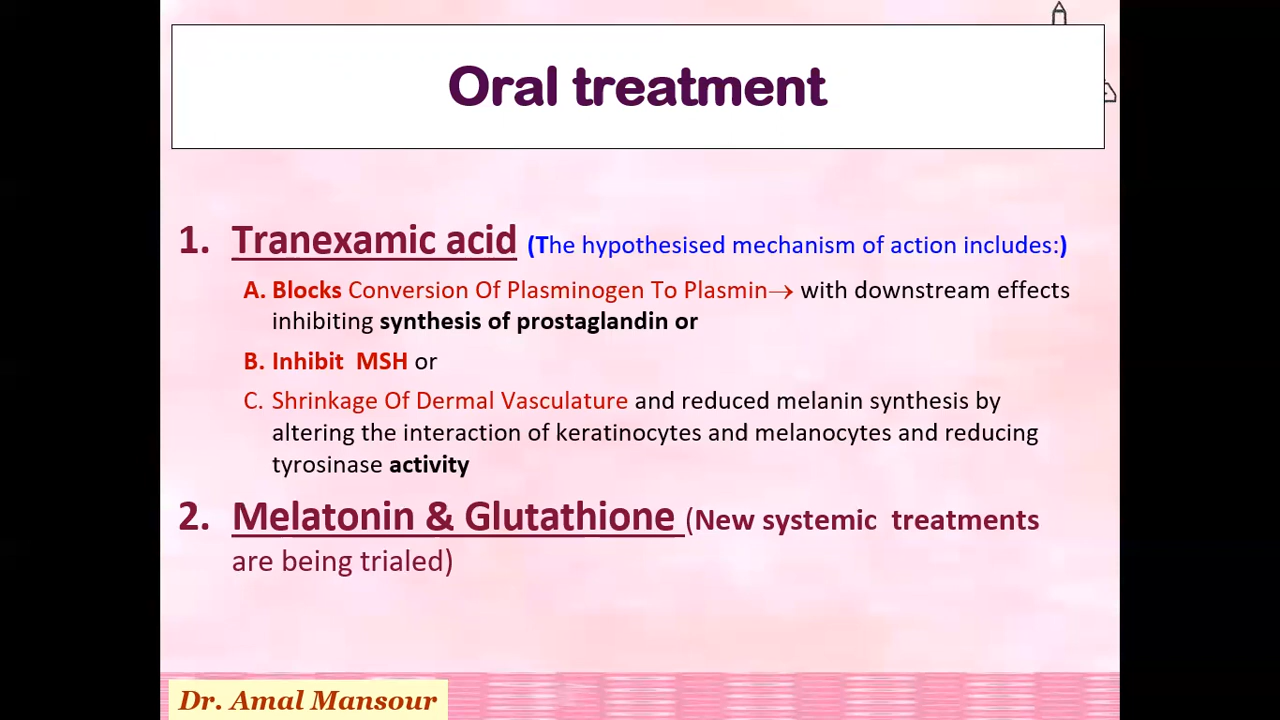 Oral treatment
1. Tranexamic acid (The hypothesised mechanism of action includes:)
A. Blocks Conversion Of Plasminogen To Plasmin→ with downstream effects
inhibiting synthesis of prostaglandin or
B. Inhibit MSH or
C. Shrinkage Of Dermal Vasculature and reduced melanin synthesis by
altering the interaction of keratinocytes and melanocytes and reducing
tyrosinase activity
2. Melatonin & Glutathione (New systemic treatments
are being trialed)
Dr. Amal Mansour